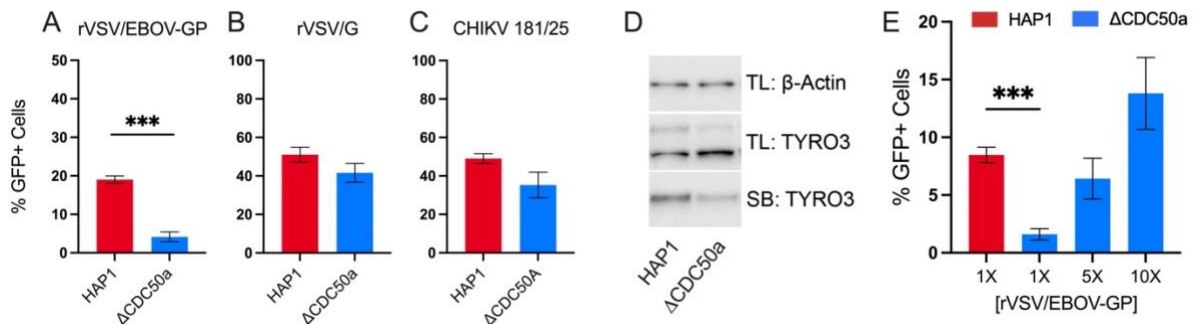 A rVSV/EBOV-GP
% GFP+ Cells
50
40
30
20
10
0
***
HAP1
ΔCDC50a
B rVSV/G
100
80
60
40
20
0
HAP1
ΔCDC50a
C CHIKV 181/25
100
80
60
40
20
0
HAP1
ΔCDC50A
D
TL: β-Actin
TL: TYRO3
SB: TYRO3
HAP1
ΔCDC50a
E
HAP1 ΔCDC50a
% GFP+ Cells
20
15
10
5
0
***
1X 1X 5X 10X
[rVSV/EBOV-GP]